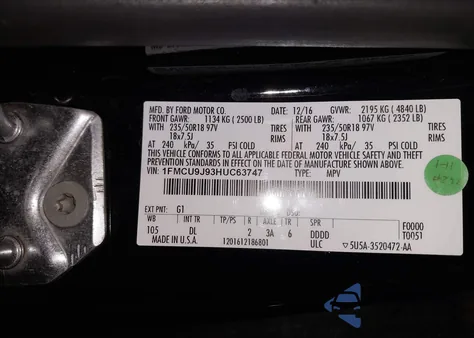 MFD. BY FORD MOTOR CO. DATE: 12/16 GVWR: 2195 KG ( 4840 LB)
FRONT GAWR: 1134 KG ( 2500 LB) REAR GAWR: 1067 KG ( 2352 LB)
WITH 235/50R18 97V TIRES WITH 235/50R18 97V TIRES
18x7.5J RIMS 18x7.5J RIMS
AT 240 kPa/ 35 PSI COLD AT 240 kPa/ 35 PSI COLD
THIS VEHICLE CONFORMS TO ALL APPLICABLE FEDERAL MOTOR VEHICLE SAFETY AND THEFT PREVENTION
STANDARDS IN EFFECT ON THE DATE OF MANUFACTURE SHOWN ABOVE.
VIN: 1FMCU9J93HUC63747 TYPE: MPV
EXT PNT: G1 DSO:
WB INT TR TP/PS R AXLE TR SPR F0000
105 DL 2 3A 6 DDDD T0051
MADE IN U.S.A. 1201612186801 ULC 5U5A-3520472-AA